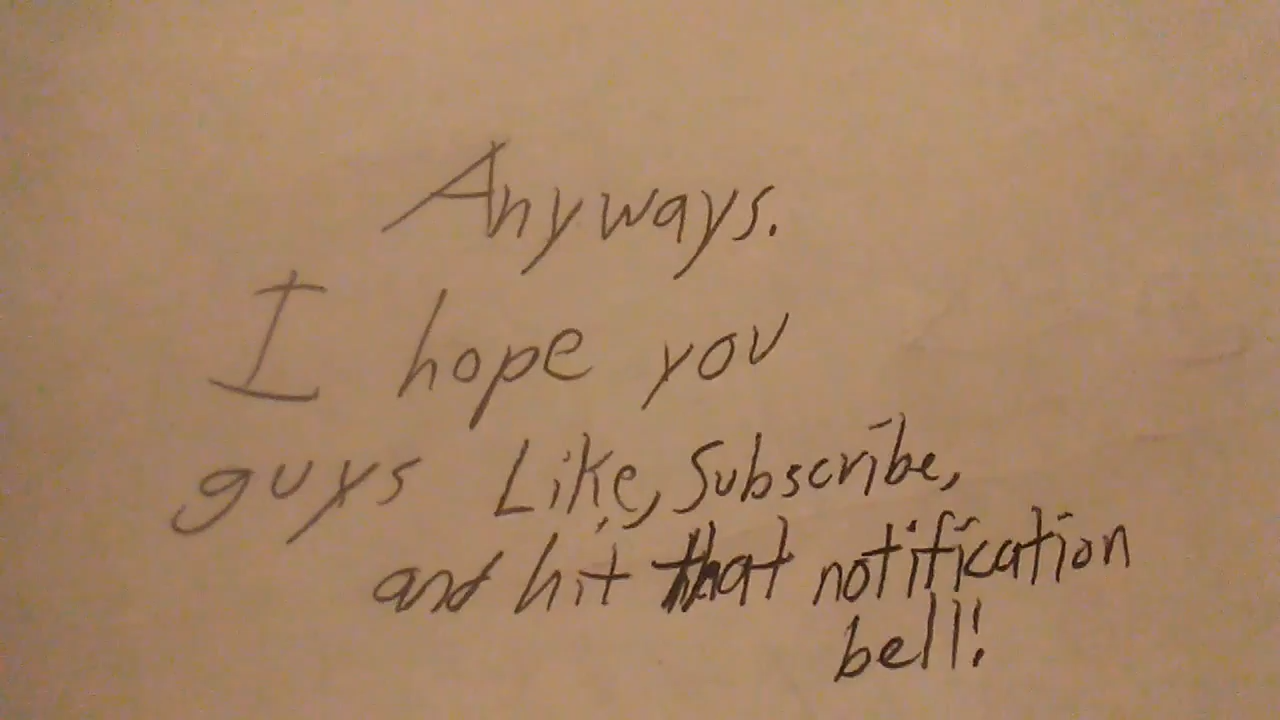 Anyways.
I hope you
guys Like, Subscribe,
and hit that notification
bell!